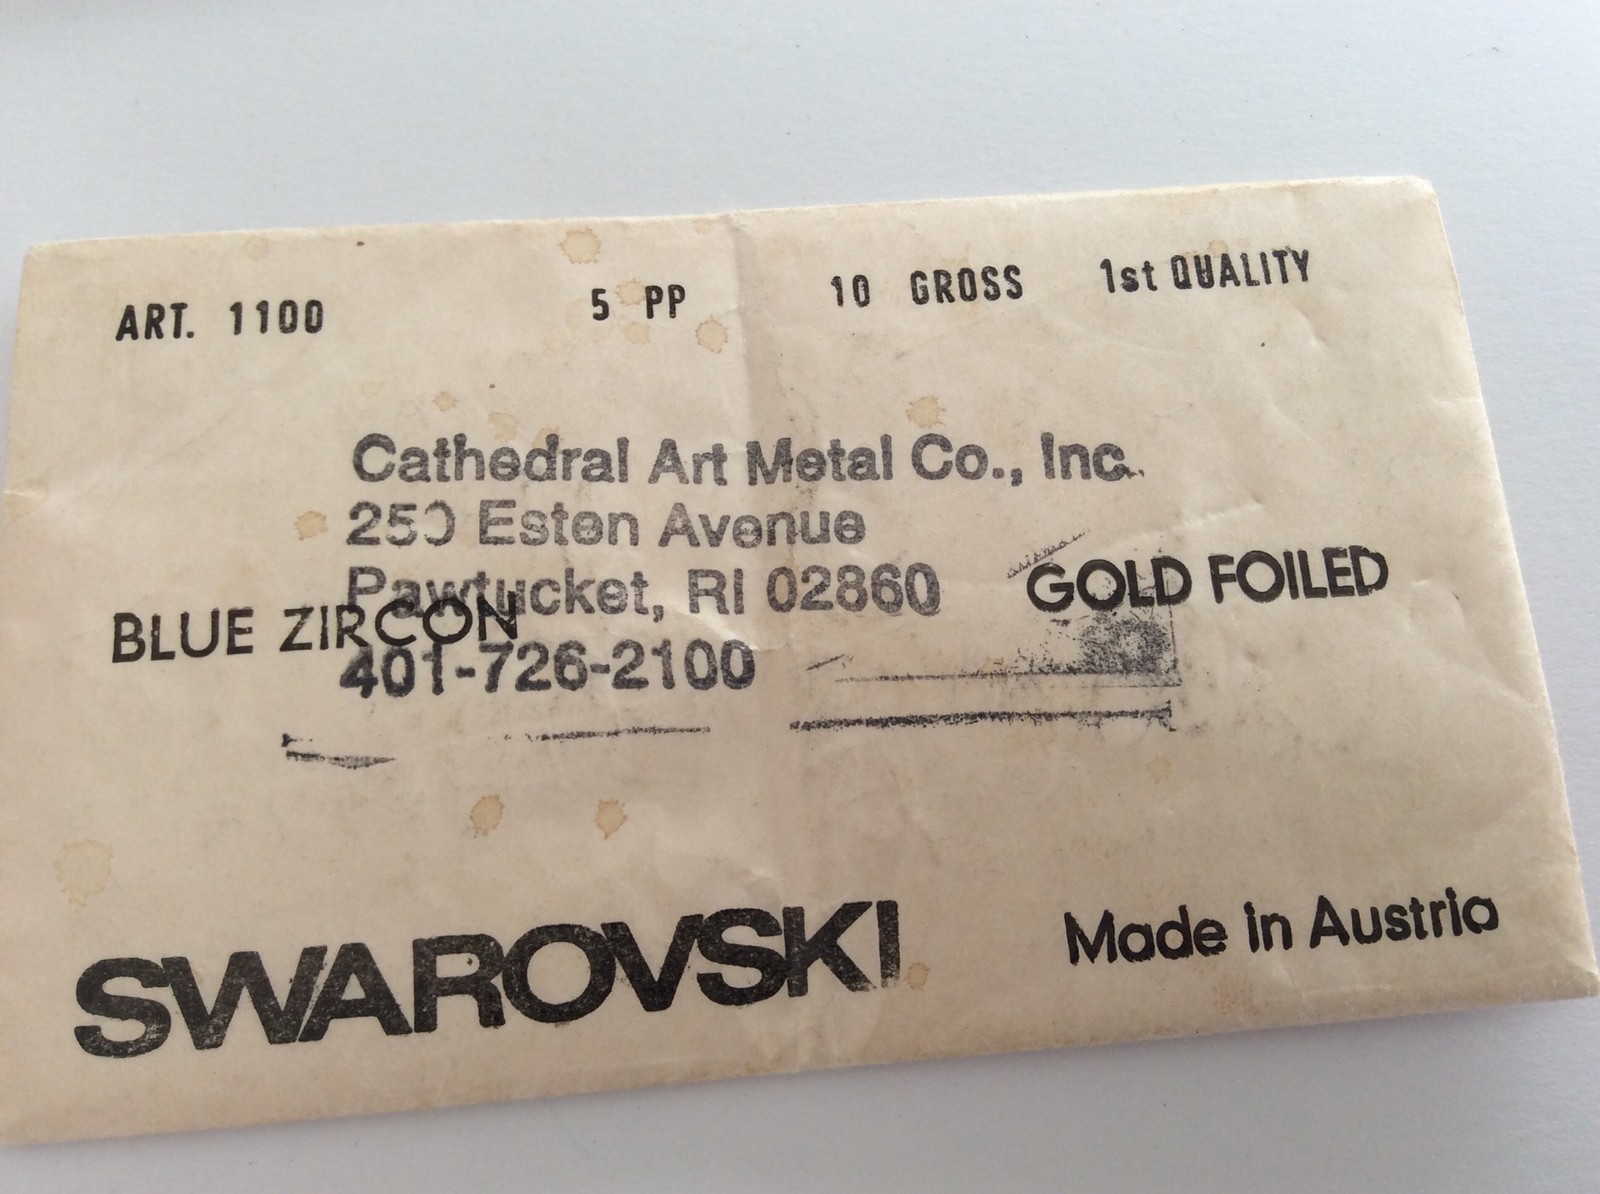 ART. 1100 5 PP 10 GROSS 1st QUALITY
Cathedral Art Metal Co., Inc.
250 Esten Avenue
Pawtucket, RI 02860
BLUE ZIRCON GOLD FOILED
401-726-2100
SWAROVSKI Made in Austria